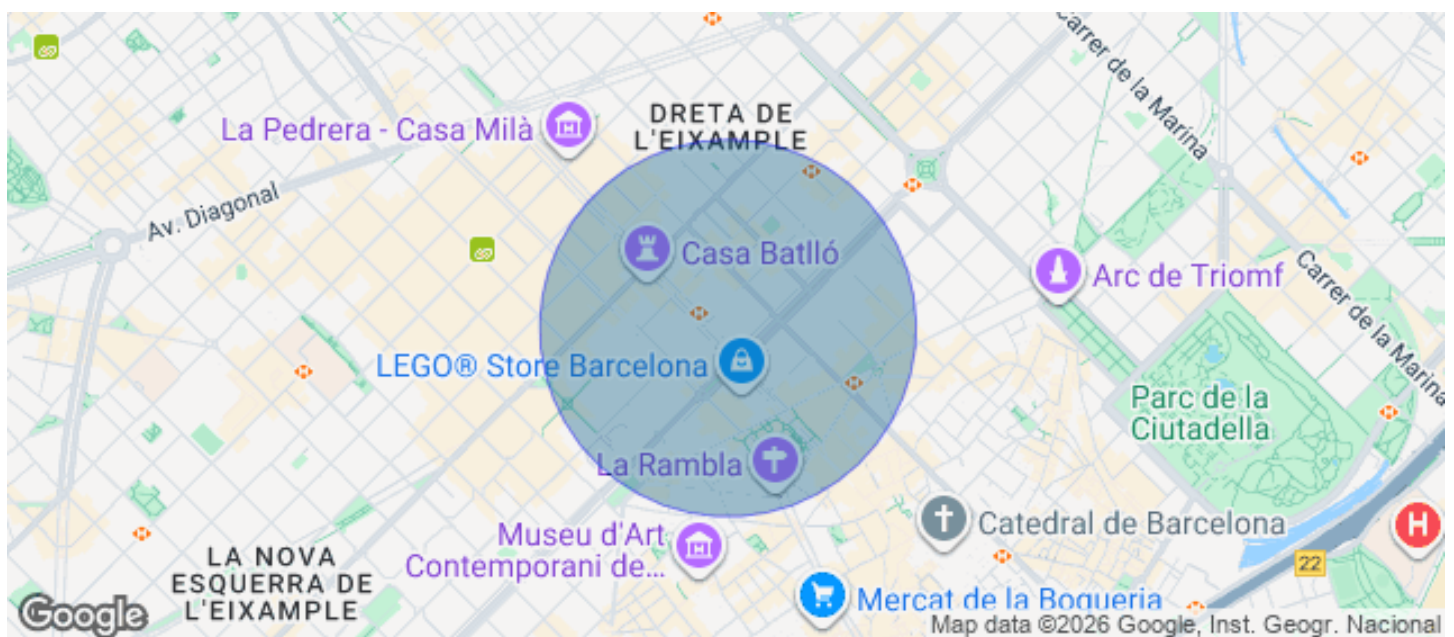 DRETA DE
L'EIXAMPLE
La Pedrera - Casa Milà
Carrer de la Marina
Av. Diagonal
Casa Batlló
Arc de Triomf
Carrer de la Marina
LEGO® Store Barcelona
Parc de la
Ciutadella
La Rambla
Museu d'Art
Contemporani de...
Catedral de Barcelona
H
22
LA NOVA
ESQUERRA DE
L'EIXAMPLE
Mercat de la Boqueria
Google
Map data ©2026 Google, Inst. Geogr. Nacional